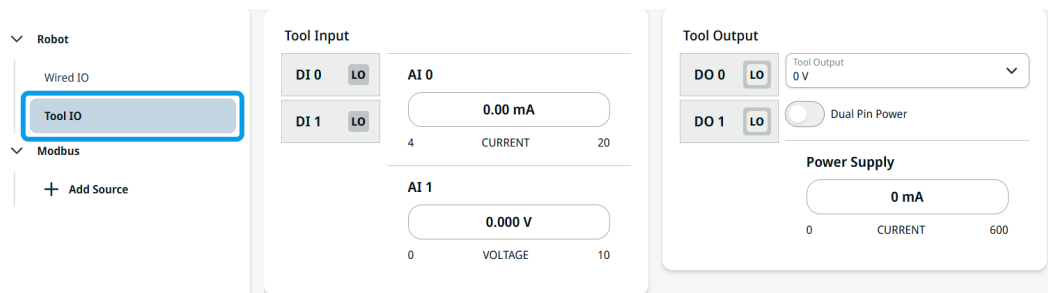 Robot
Wired IO
Tool IO
Modbus
Add Source
Tool Input
DI 0 LO
DI 1 LO
AI 0
0.00 mA
4 CURRENT 20
AI 1
0.000 V
0 VOLTAGE 10
Tool Output
DO 0 LO
DO 1 LO
Tool Output
0 V
Dual Pin Power
Power Supply
0 mA
0 CURRENT 600